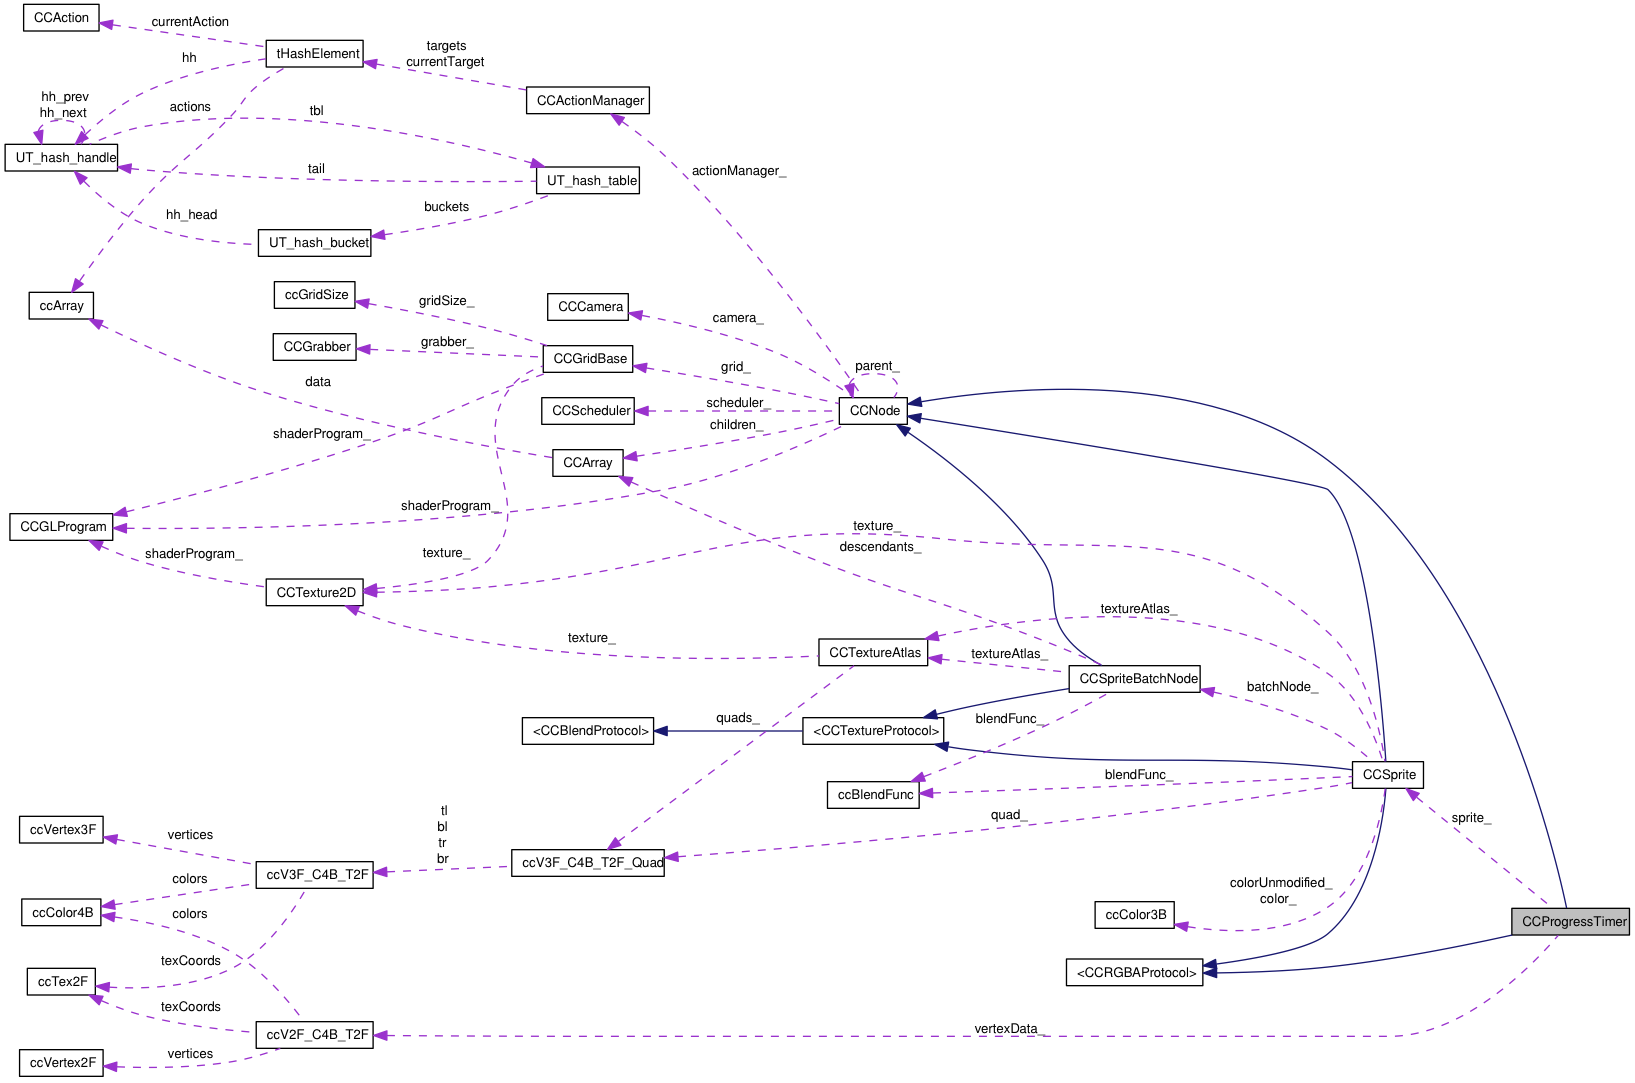 CCAction
currentAction
tHashElement
targets
currentTarget
hh
CCActionManager
hh_prev
hh_next
actions
tbl
UT_hash_handle
tail
actionManager_
UT_hash_table
buckets
hh_head
UT_hash_bucket
ccGridSize
gridSize_
CCCamera
ccArray
camera_
CCGrabber
grabber_
CCGridBase
grid_
parent_
data
CCScheduler
scheduler_
CCNode
children_
shaderProgram_
CCArray
shaderProgram_
CCGLProgram
texture_
descendants_
shaderProgram_
texture_
CCTexture2D
textureAtlas_
texture_
CCTextureAtlas
textureAtlas_
CCSpriteBatchNode
batchNode_
quads_
blendFunc_
<CCBlendProtocol>
<CCTextureProtocol>
CCSprite
blendFunc_
ccBlendFunc
tl
bl
tr
br
quad_
sprite_
ccVertex3F
vertices
ccV3F_C4B_T2F_Quad
ccV3F_C4B_T2F
colors
colorUnmodified_
color_
ccColor4B
colors
ccColor3B
CCProgressTimer
texCoords
<CCRGBAProtocol>
ccTex2F
texCoords
ccV2F_C4B_T2F
vertexData_
vertices
ccVertex2F